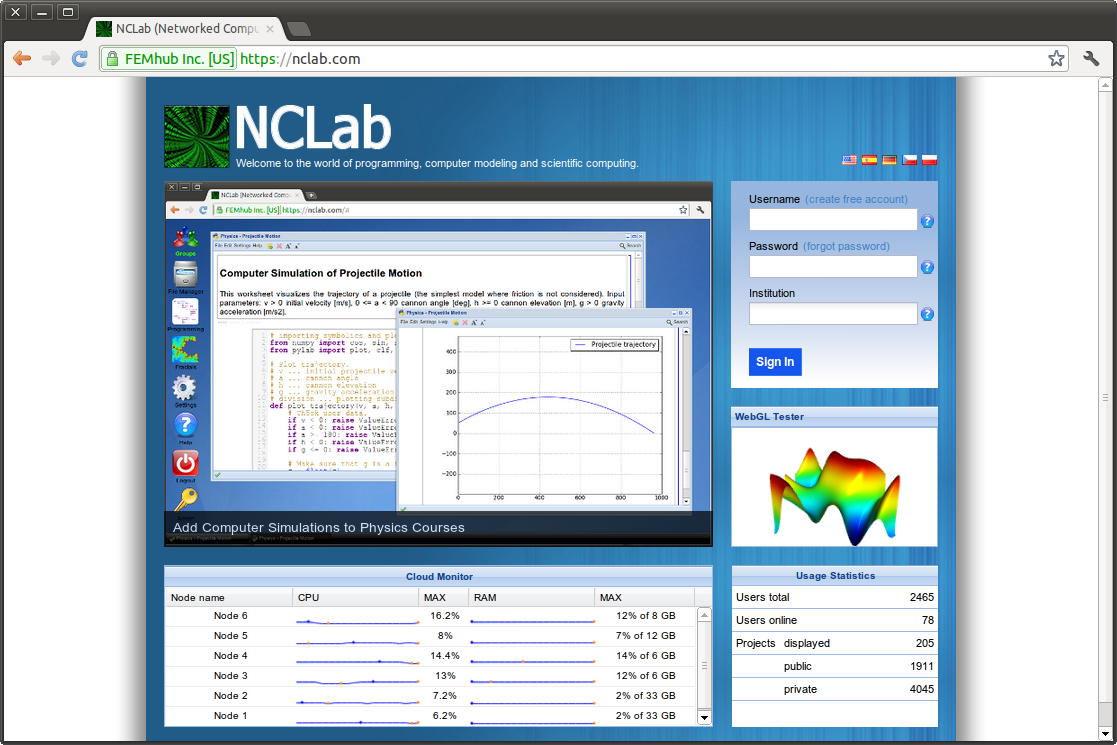 NCLab (Networked Compu
FEMhub Inc. [US] https://nclab.com
NCLab
Welcome to the world of programming, computer modeling and scientific computing.
NCLab (Networked Comp
FEMhub Inc. [US] https://nclab.com/#
Groups
File Manager
Programming
Fractals
Settings
Help
Logout
Physics - Projectile Motion
File Edit Settings Help
Search
Computer Simulation of Projectile Motion
This worksheet visualizes the trajectory of a projectile (the simplest model where friction is not considered). Input
parameters: v > 0 initial velocity [m/s], 0 <= a < 90 cannon angle [deg], h >= 0 cannon elevation [m], g > 0 gravity
acceleration [m/s2].
# importing symbolics and pl
from numpy import cos, sin,
from pylab import plot, clf,
# Plot trajectory.
# v ... initial projectile ve
# a ... cannon angle
# h ... cannon elevation
# g ... gravity acceleration
# division ... plotting subdi
def plot_trajectory(v, a, h,
# Check user data.
if v < 0: raise ValueErro
if a < 0: raise ValueErro
if a > 180: raise ValueE
if h < 0: raise ValueErro
if g <= 0: raise ValueErr
# Make sure that g is a
Physics - Projectile Motion
File Edit Settings Help
Search
Projectile trajectory
400
300
200
100
0
-100
-200
0 200 400 600 800 1000
Add Computer Simulations to Physics Courses
Physics - Projectile Motion Physics - Projectile Motion
Username (create free account)
Password (forgot password)
Institution
Sign In
WebGL Tester
Cloud Monitor
Node name CPU MAX RAM MAX
Node 6 16.2% 12% of 8 GB
Node 5 8% 7% of 12 GB
Node 4 14.4% 14% of 6 GB
Node 3 13% 12% of 6 GB
Node 2 7.2% 2% of 33 GB
Node 1 6.2% 2% of 33 GB
Usage Statistics
Users total 2465
Users online 78
Projects displayed 205
public 1911
private 4045